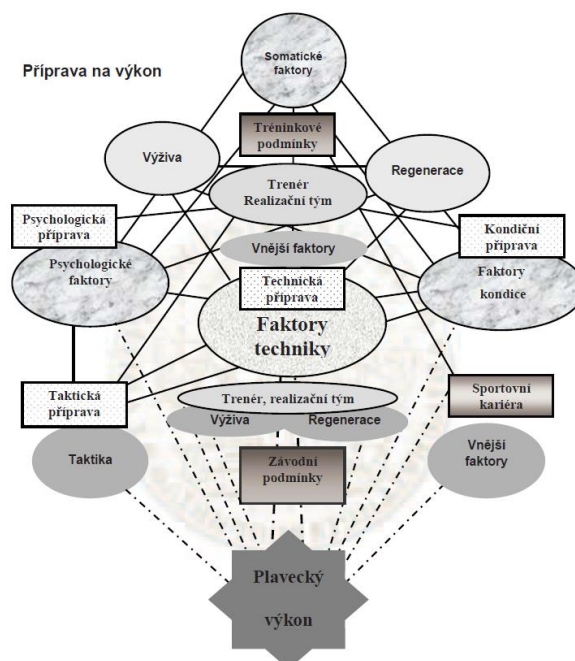 Somatické
faktory
Příprava na výkon
Tréninkové
podmínky
Výživa
Regenerace
Trenér
Realizační tým
Psychologická
příprava
Kondiční
příprava
Vnější faktory
Psychologické
faktory
Technická
příprava
Faktory
kondice
Faktory
techniky
Taktická
příprava
Trenér, realizační tým
Sportovní
kariéra
Výživa
Regenerace
Taktika
Vnější
faktory
Závodní
podmínky
Plavecký
výkon